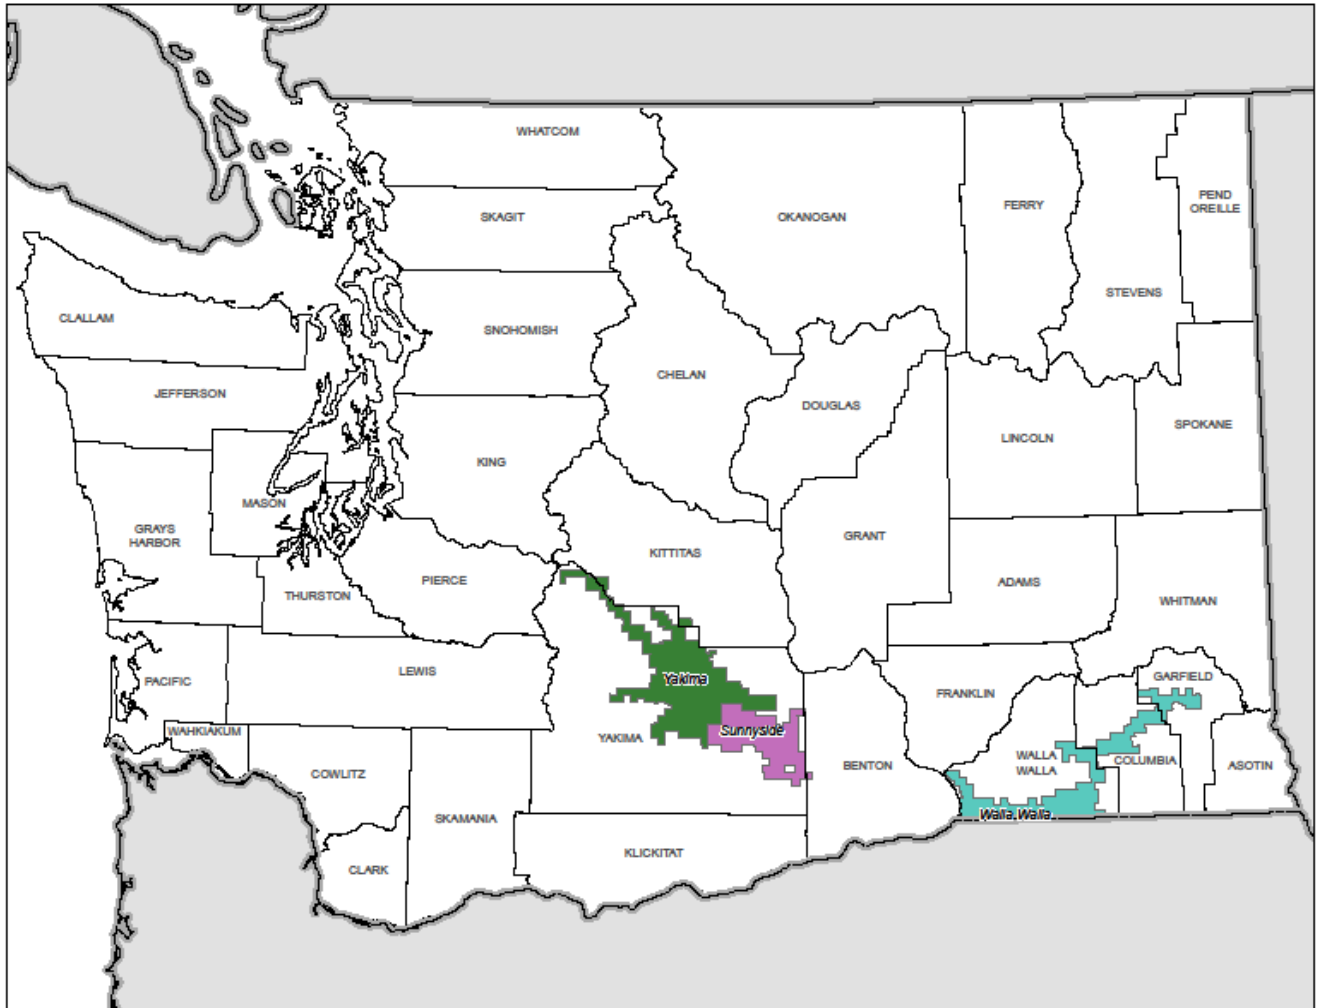 WHATCOM
PEND
OREILLE
SKAGIT
OKANOGAN
FERRY
STEVENS
CLALLAM
SNOHOMISH
CHELAN
JEFFERSON
DOUGLAS
SPOKANE
LINCOLN
KING
MASON
GRAYS
HARBOR
GRANT
KITTITAS
PIERCE
ADAMS
THURSTON
WHITMAN
LEWIS
GARFIELD
PACIFIC
Yakima
FRANKLIN
WAHKIAKUM
Sunnyside
YAKIMA
WALLA
WALLA
COLUMBIA
BENTON
ASOTIN
COWLITZ
Walla Walla
SKAMANIA
KLICKITAT
CLARK